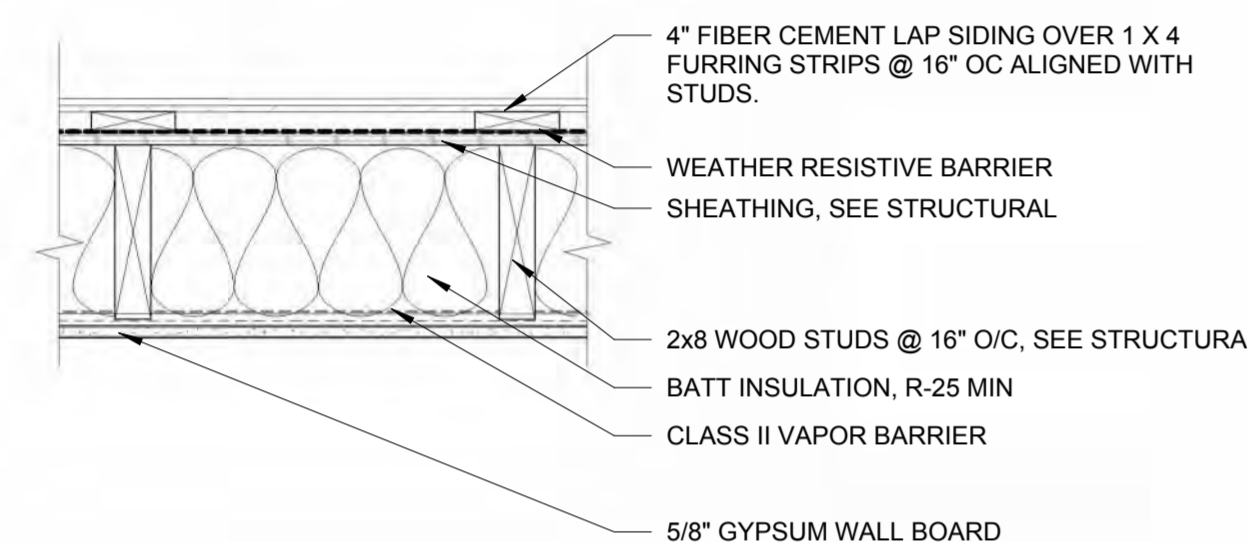 4" FIBER CEMENT LAP SIDING OVER 1 X 4
FURRING STRIPS @ 16" OC ALIGNED WITH
STUDS.
WEATHER RESISTIVE BARRIER
SHEATHING, SEE STRUCTURAL
2x8 WOOD STUDS @ 16" O/C, SEE STRUCTURA
BATT INSULATION, R-25 MIN
CLASS II VAPOR BARRIER
5/8" GYPSUM WALL BOARD